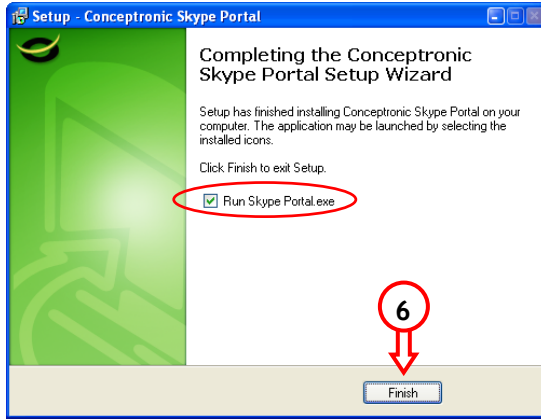 Setup - Conceptronic Skype Portal
Completing the Conceptronic
Skype Portal Setup Wizard
Setup has finished installing Conceptronic Skype Portal on your
computer. The application may be launched by selecting the
installed icons.
Click Finish to exit Setup.
Run Skype Portal.exe
6
Finish